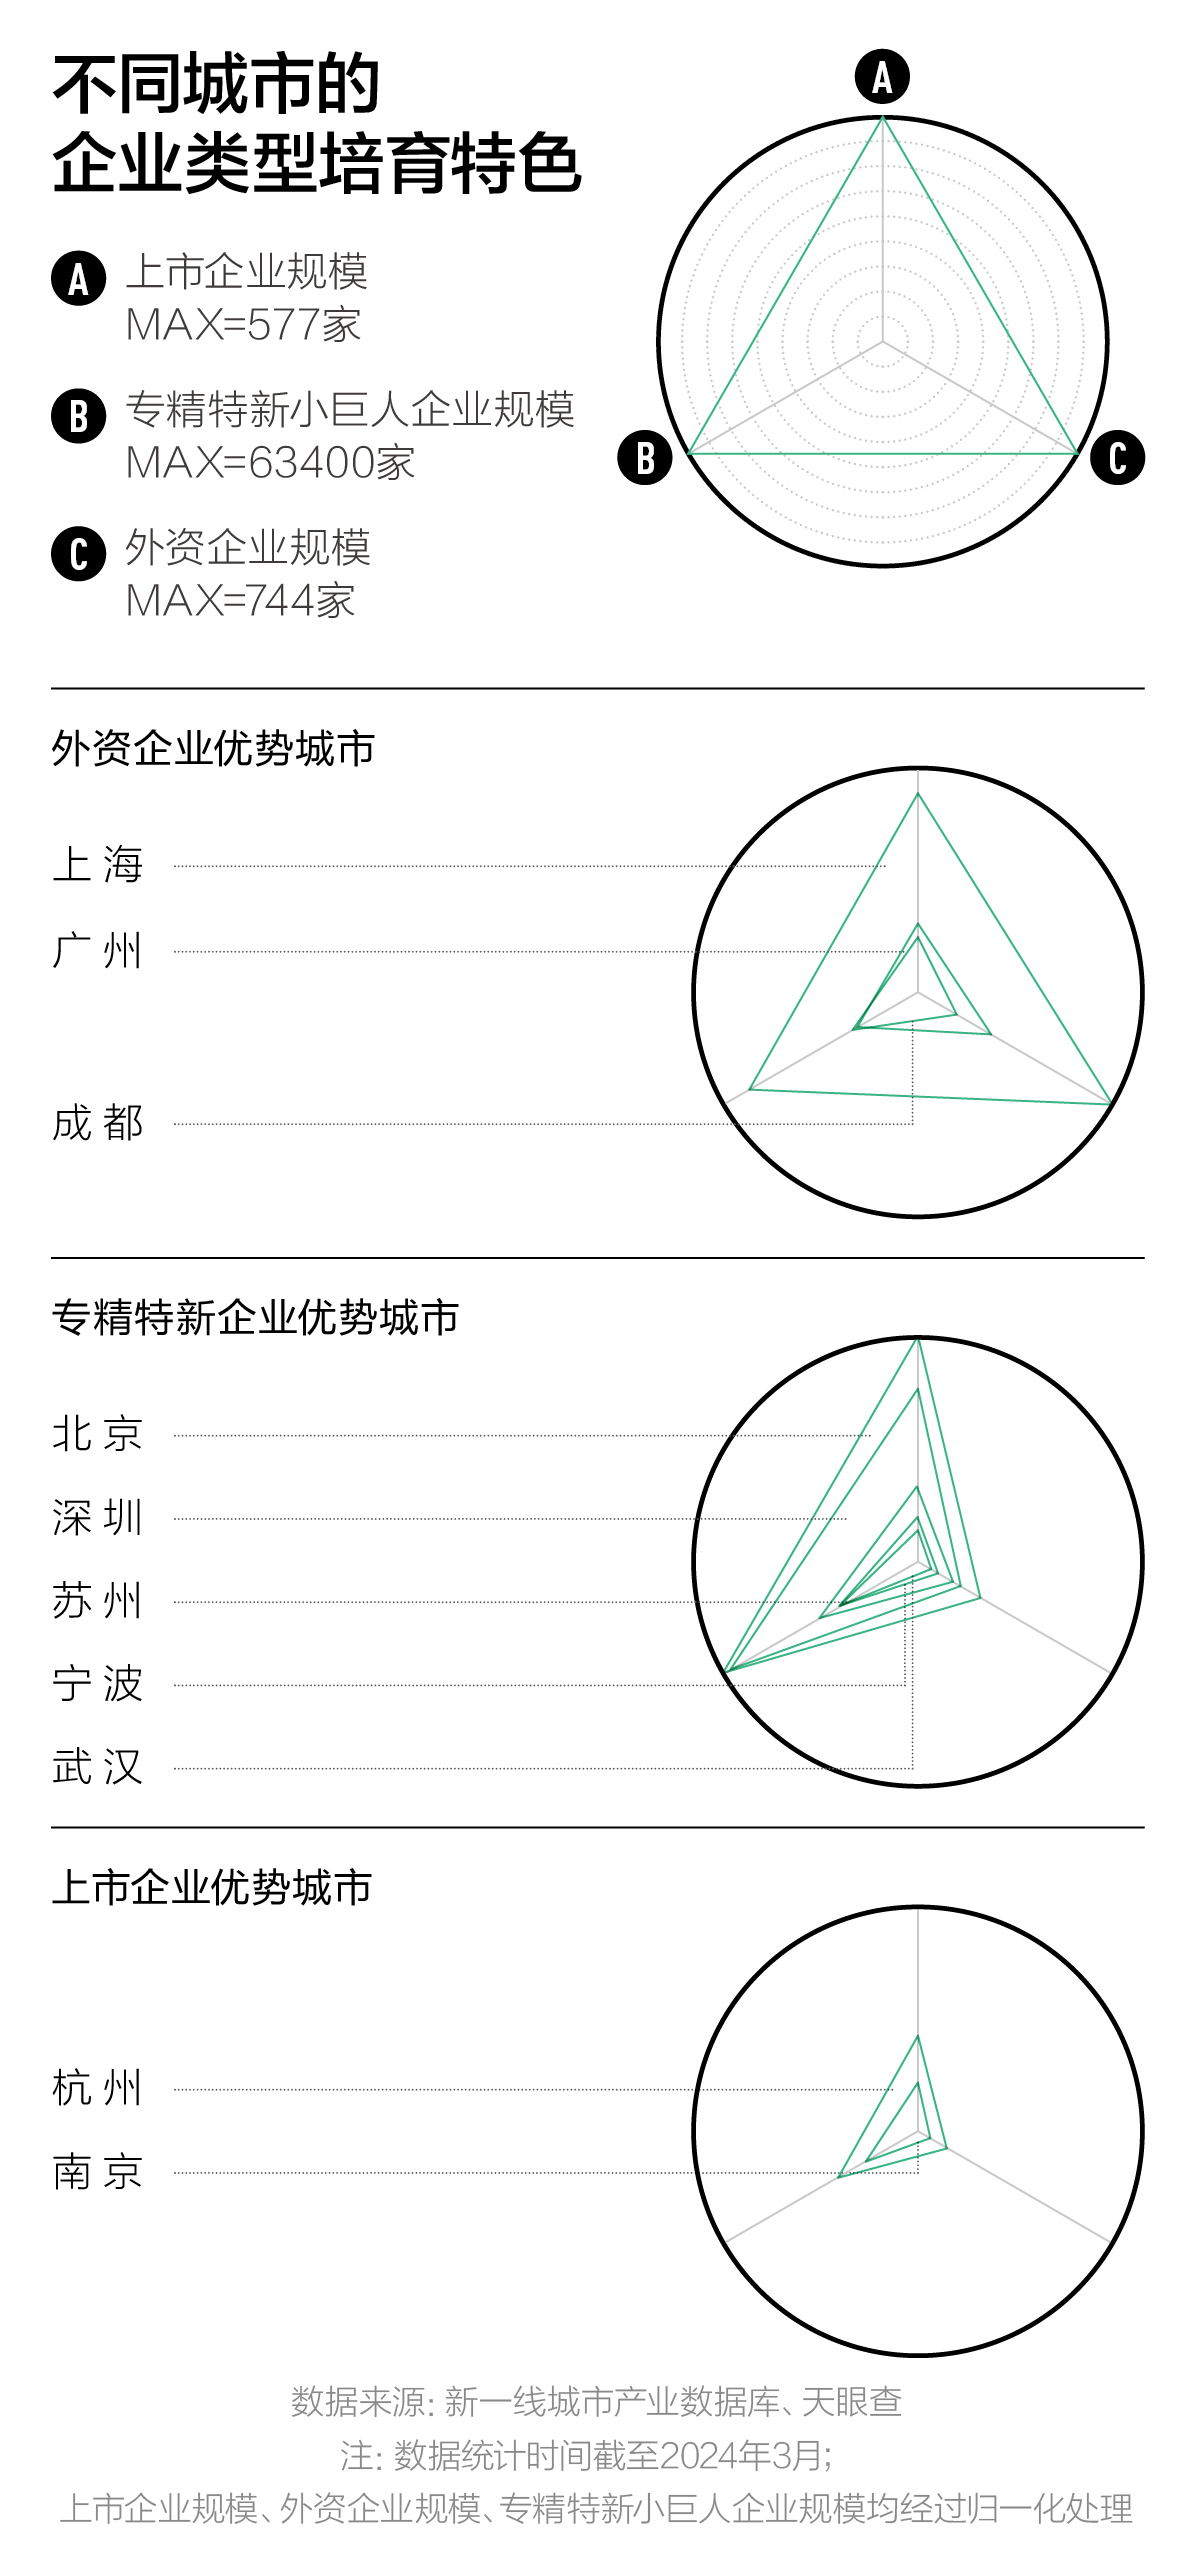 不同城市的
企业类型培育特色
A
A 上市企业规模
MAX=577家
B 专精特新小巨人企业规模
MAX=63400家
B
C
C 外资企业规模
MAX=744家
外资企业优势城市
上海
广州
成都
专精特新企业优势城市
北京
深圳
苏州
宁波
武汉
上市企业优势城市
杭州
南京
数据来源：新一线城市产业数据库、天眼查
注：数据统计时间截至2024年3月；
上市企业规模、外资企业规模、专精特新小巨人企业规模均经过归一化处理